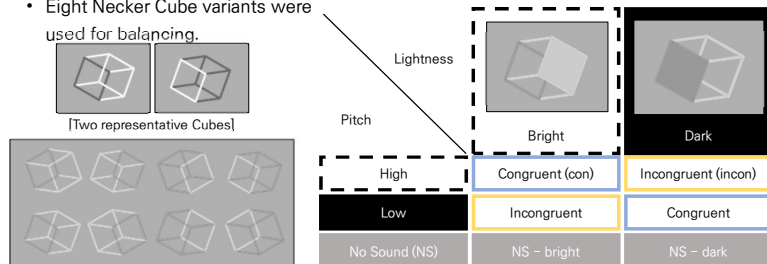 • Eight Necker Cube variants were
used for balancing.
[Two representative Cubes]
Lightness
Pitch
Bright
Dark
High
Congruent (con)
Incongruent (incon)
Low
Incongruent
Congruent
No Sound (NS)
NS – bright
NS – dark